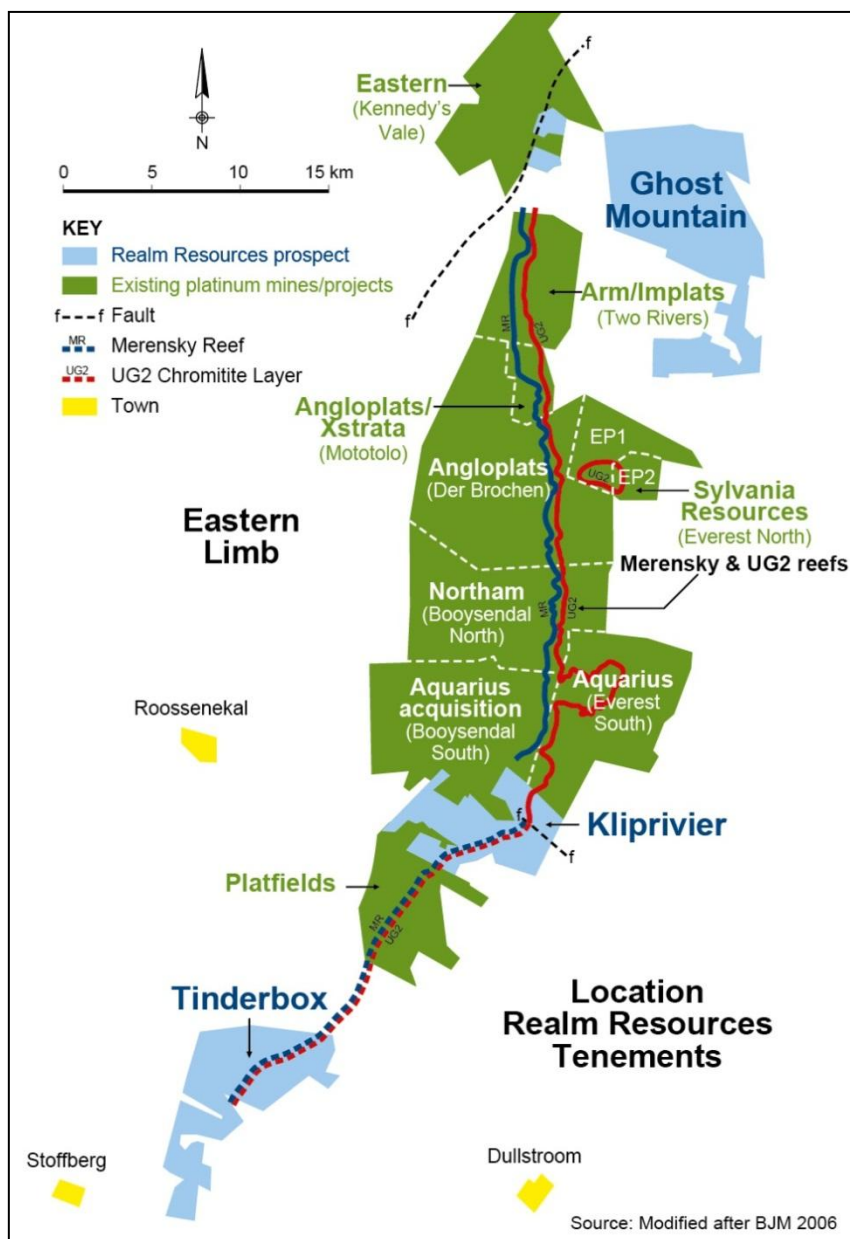 f
Eastern
(Kennedy's
Vale)
N
0 5 10 15 km
Ghost
Mountain
KEY
Realm Resources prospect
Existing platinum mines/projects
f f Fault
MR Merensky Reef
UG2 UG2 Chromitite Layer
Town
f
MR
UG2
Arm/Implats
(Two Rivers)
Angloplats/
Xstrata
(Mototolo)
EP1
Angloplats
(Der Brochen)
UG2
EP2
Sylvania
Resources
(Everest North)
Eastern
Limb
Merensky & UG2 reefs
Northam
(Booysendal
North)
MR
UG2
Aquarius
acquisition
(Booysendal
South)
Aquarius
(Everest
South)
Roossenekal
f
Kliprivier
f
Platfields
MR
UG2
Tinderbox
Location
Realm Resources
Tenements
Stoffberg
Dullstroom
Source: Modified after BJM 2006